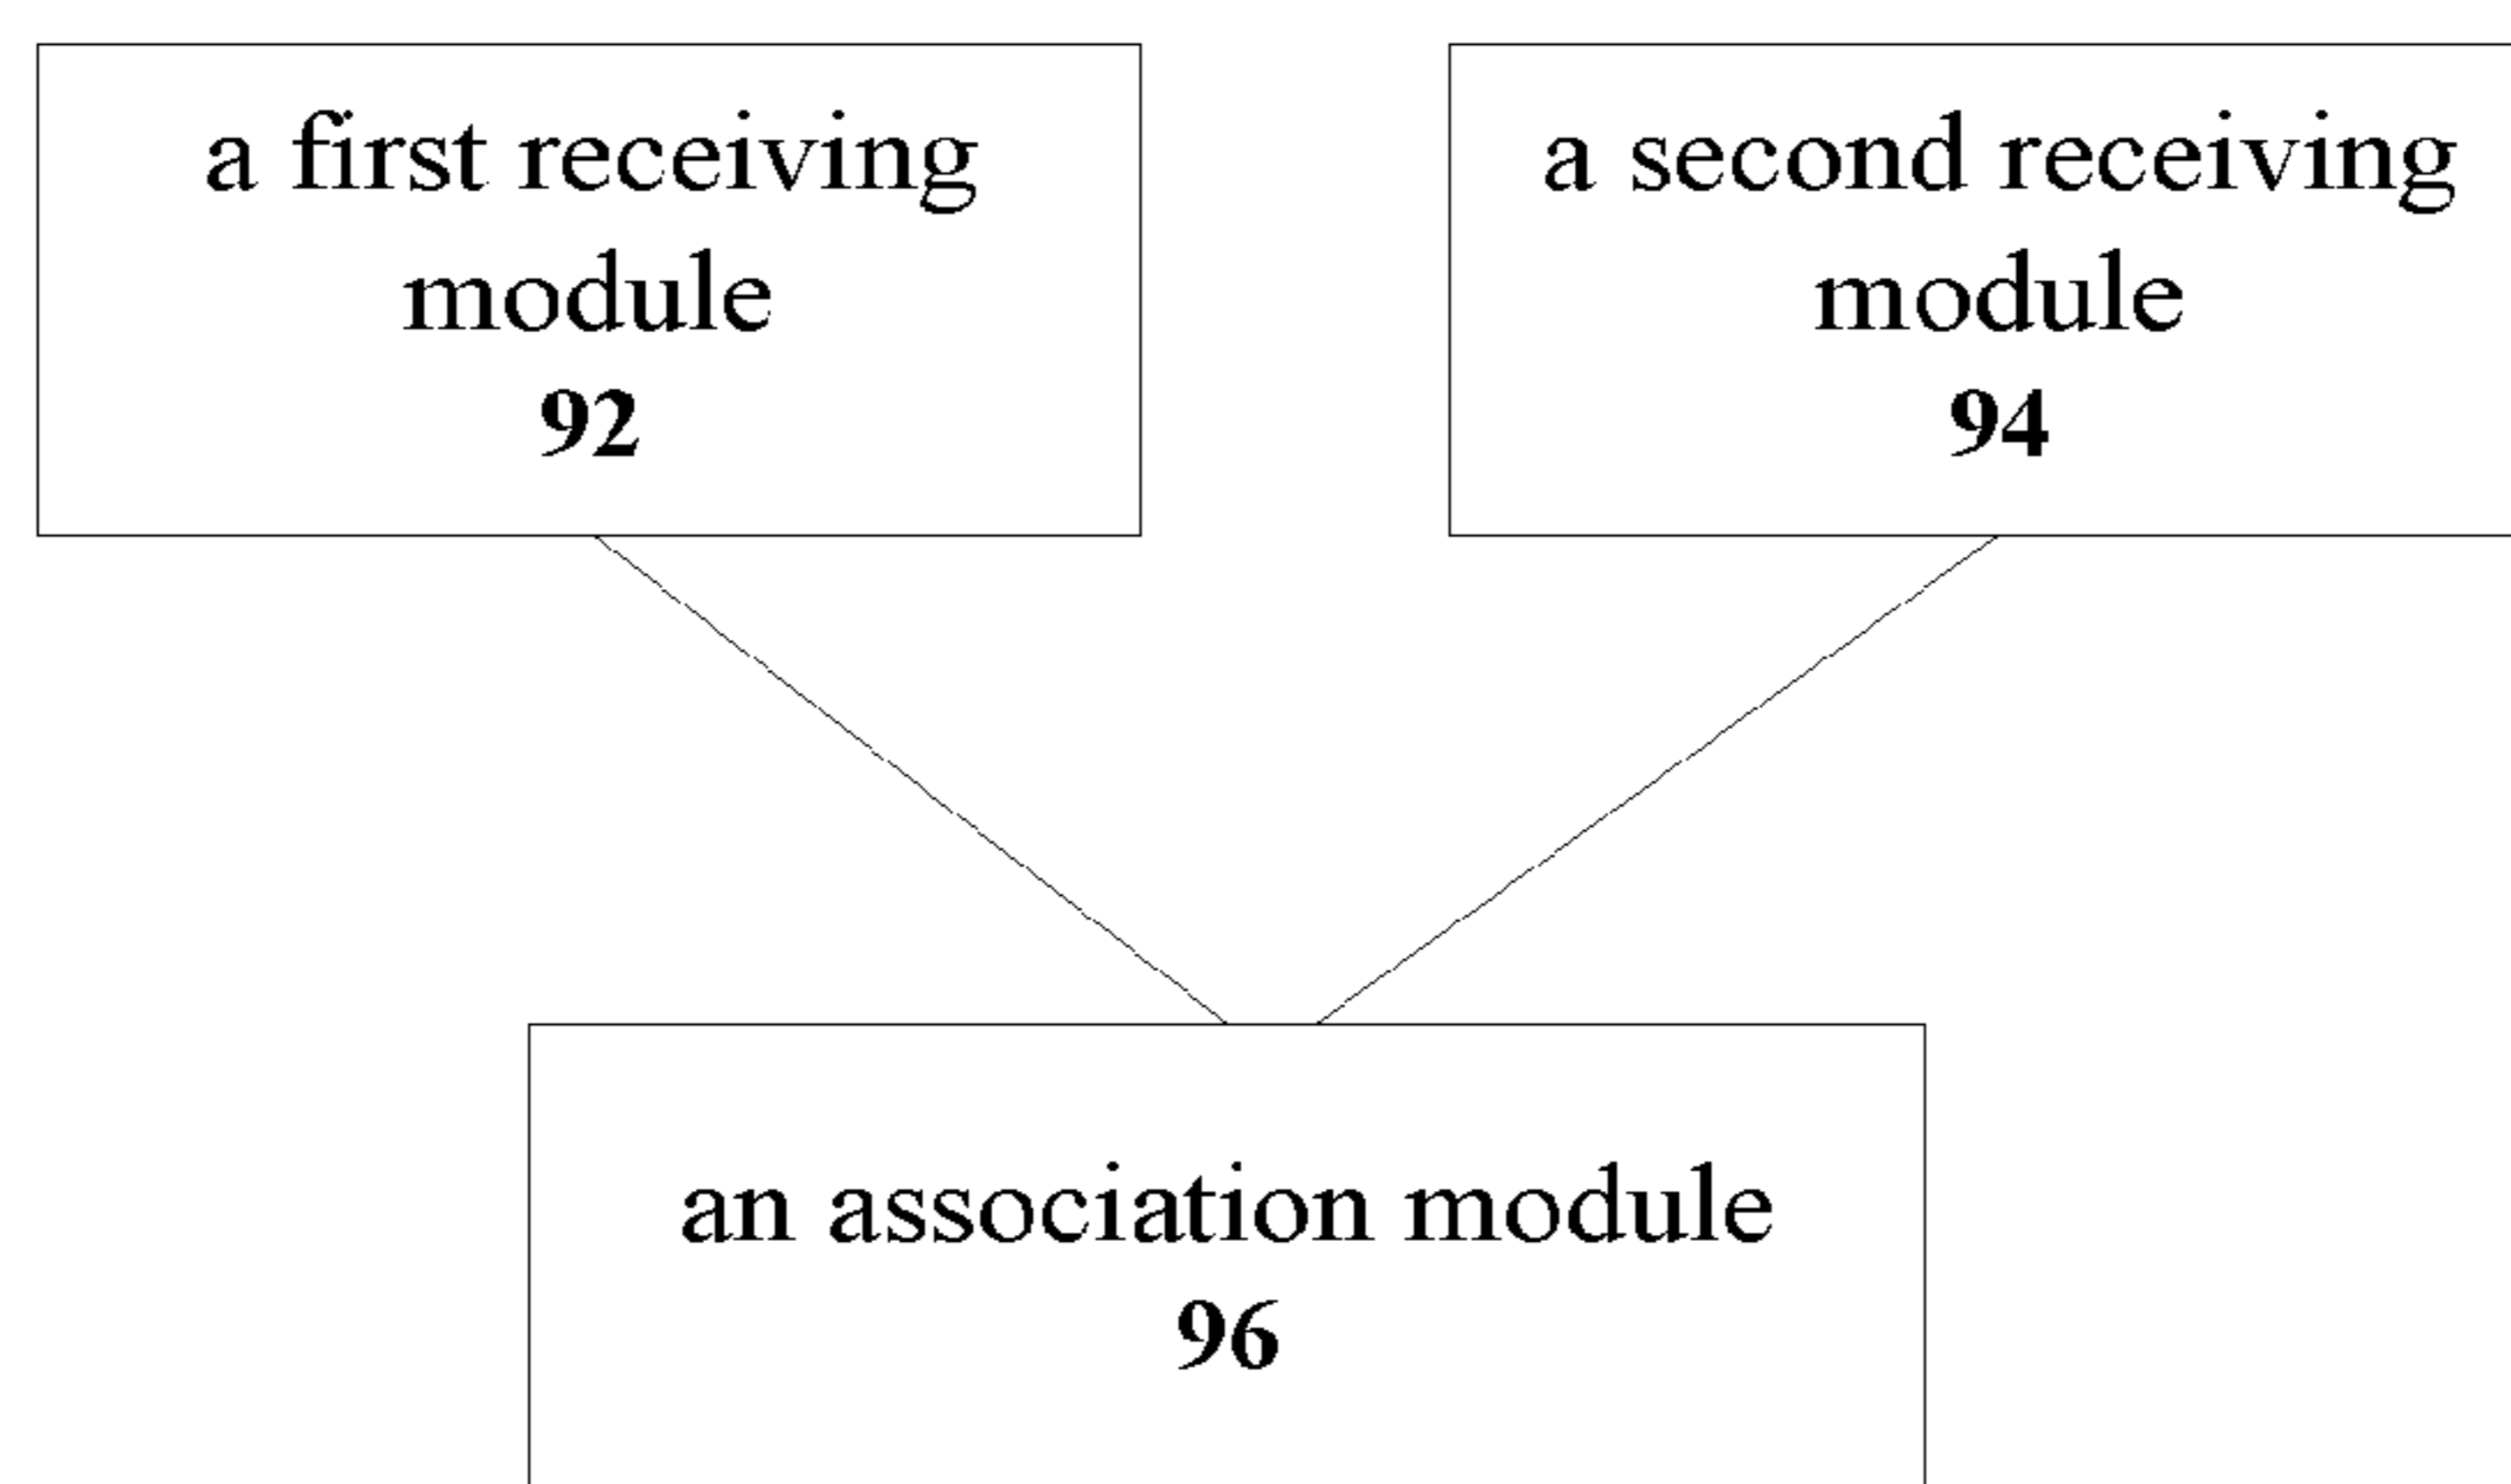 a first receiving
module
92
a second receiving
module
94
an association module
96